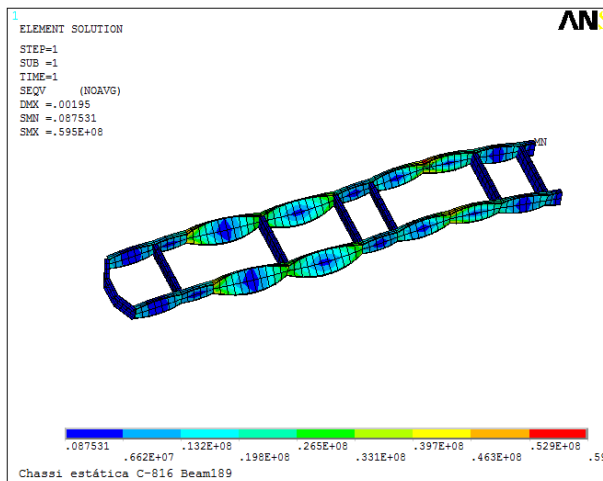 1
ELEMENT SOLUTION
AN
STEP=1
SUB =1
TIME=1
SEQV (NOAVG)
DMX =.00195
SMN =.087531
SMX =.595E+08
MN
.087531 .132E+08 .265E+08 .397E+08 .529E+08
.662E+07 .198E+08 .331E+08 .463E+08 .59
Chassi estática C-816 Beam189